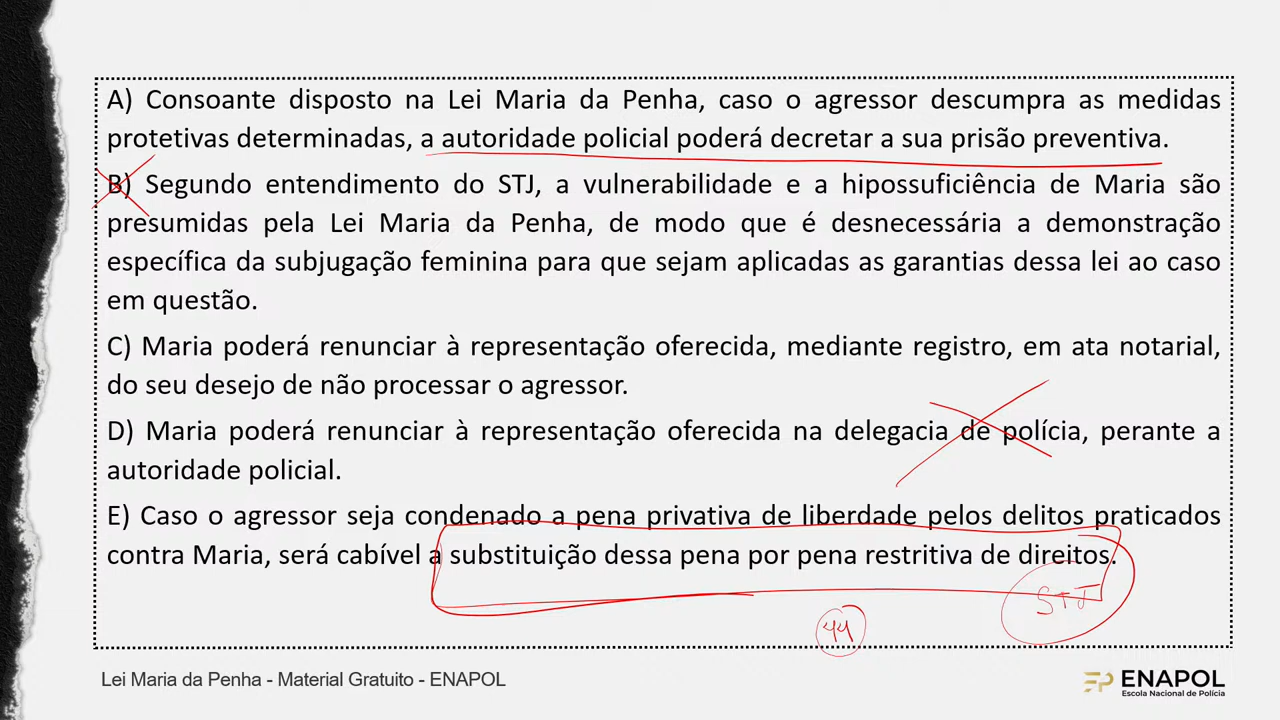 A) Consoante disposto na Lei Maria da Penha, caso o agressor descumpra as medidas
protetivas determinadas, a autoridade policial poderá decretar a sua prisão preventiva.
B) Segundo entendimento do STJ, a vulnerabilidade e a hipossuficiência de Maria são
presumidas pela Lei Maria da Penha, de modo que é desnecessária a demonstração
específica da subjugação feminina para que sejam aplicadas as garantias dessa lei ao caso
em questão.
C) Maria poderá renunciar à representação oferecida, mediante registro, em ata notarial,
do seu desejo de não processar o agressor.
D) Maria poderá renunciar à representação oferecida na delegacia de polícia, perante a
autoridade policial.
E) Caso o agressor seja condenado a pena privativa de liberdade pelos delitos praticados
contra Maria, será cabível a substituição dessa pena por pena restritiva de direitos.
STJ
44
Lei Maria da Penha - Material Gratuito - ENAPOL
ENAPOL
Escola Nacional de Polícia